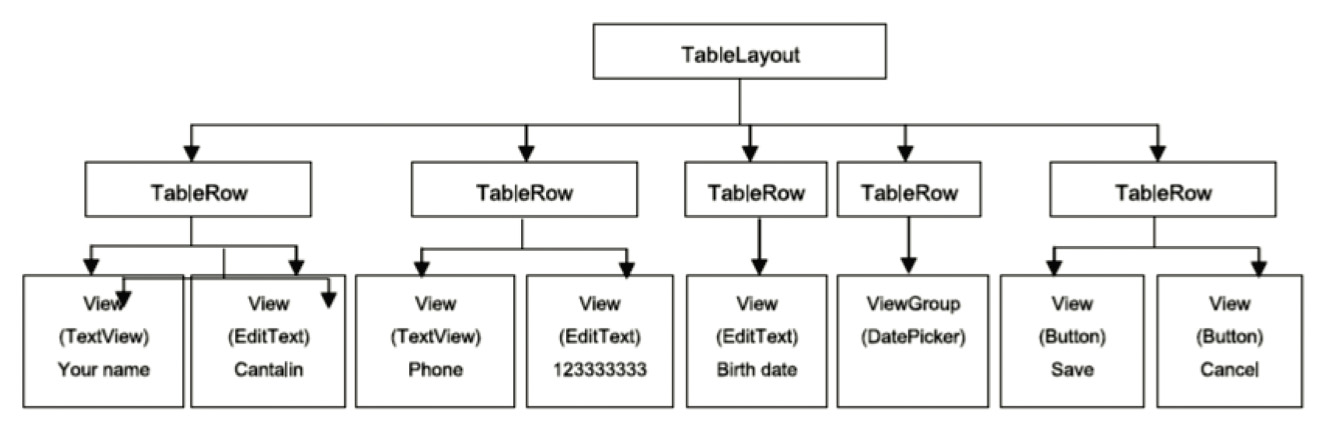 TableLayout
TableRow
TableRow
TableRow
TableRow
TableRow
View
(TextView)
Your name
View
(EditText)
Cantalin
View
(TextView)
Phone
View
(EditText)
123333333
View
(EditText)
Birth date
ViewGroup
(DatePicker)
View
(Button)
Save
View
(Button)
Cancel